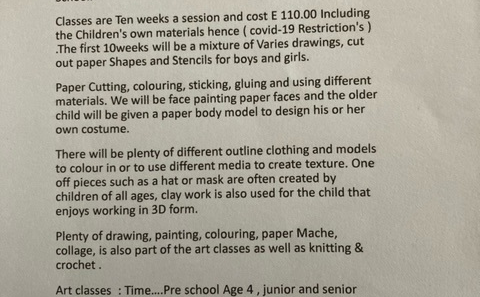 Classes are Ten weeks a session and cost E 110.00 Including
the Children's own materials hence ( covid-19 Restriction's )
.The first 10weeks will be a mixture of Varies drawings, cut
out paper Shapes and Stencils for boys and girls.
Paper Cutting, colouring, sticking, gluing and using different
materials. We will be face painting paper faces and the older
child will be given a paper body model to design his or her
own costume.
There will be plenty of different outline clothing and models
to colour in or to use different media to create texture. One
off pieces such as a hat or mask are often created by
children of all ages, clay work is also used for the child that
enjoys working in 3D form.
Plenty of drawing, painting, colouring, paper Mache,
collage, is also part of the art classes as well as knitting &
crochet .
Art classes : Time....Pre school Age 4 , junior and senior